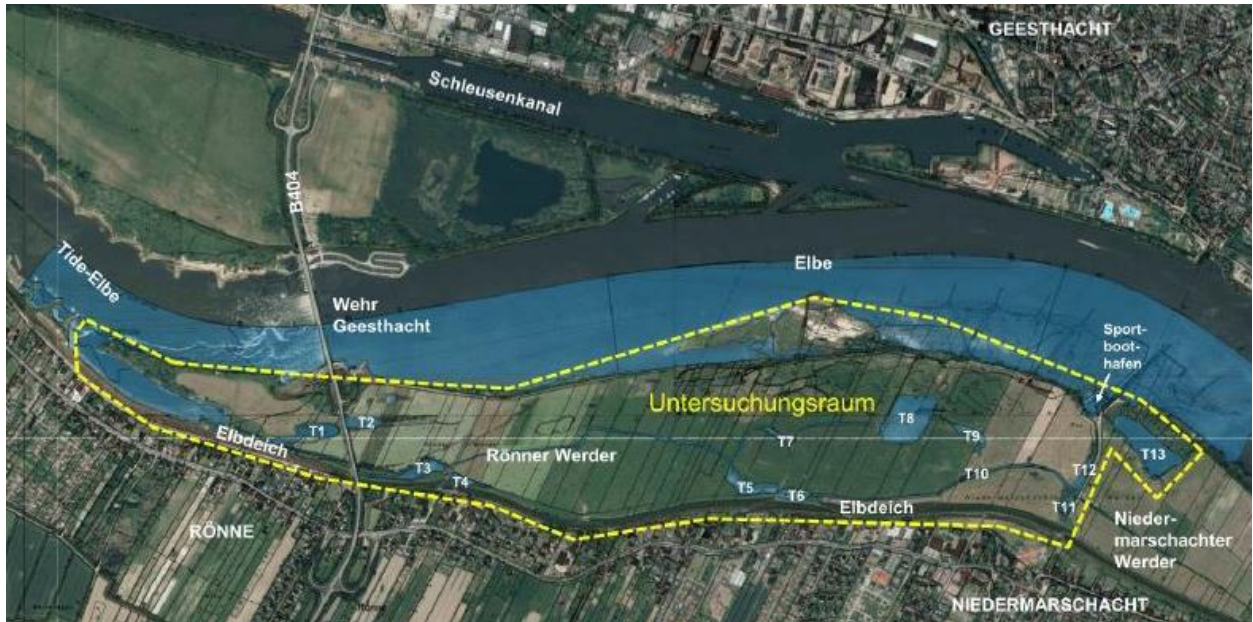 GEESTHACHT
Schleusenkanal
B404
Tide-Elbe
Elbe
Wehr
Geesthacht
Sport-
boot-
hafen
Untersuchungsraum
T1
T2
T3
T4
T5
T6
T7
T8
T9
T10
T11
T12
T13
Elbdeich
Rönner Werder
Elbdeich
RÖNNE
Nieder-
marschachter
Werder
NIEDERMARSCHACHT
Rönne